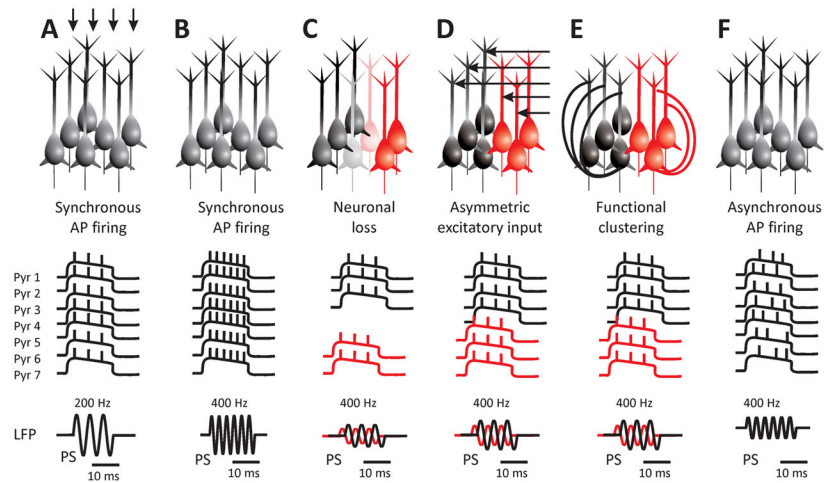 A B C D E F
Synchronous AP firing
Synchronous AP firing
Neuronal loss
Asymmetric excitatory input
Functional clustering
Asynchronous AP firing
Pyr 1
Pyr 2
Pyr 3
Pyr 4
Pyr 5
Pyr 6
Pyr 7
200 Hz 400 Hz 400 Hz 400 Hz 400 Hz 400 Hz
LFP
PS PS PS PS PS PS
10 ms 10 ms 10 ms 10 ms 10 ms 10 ms